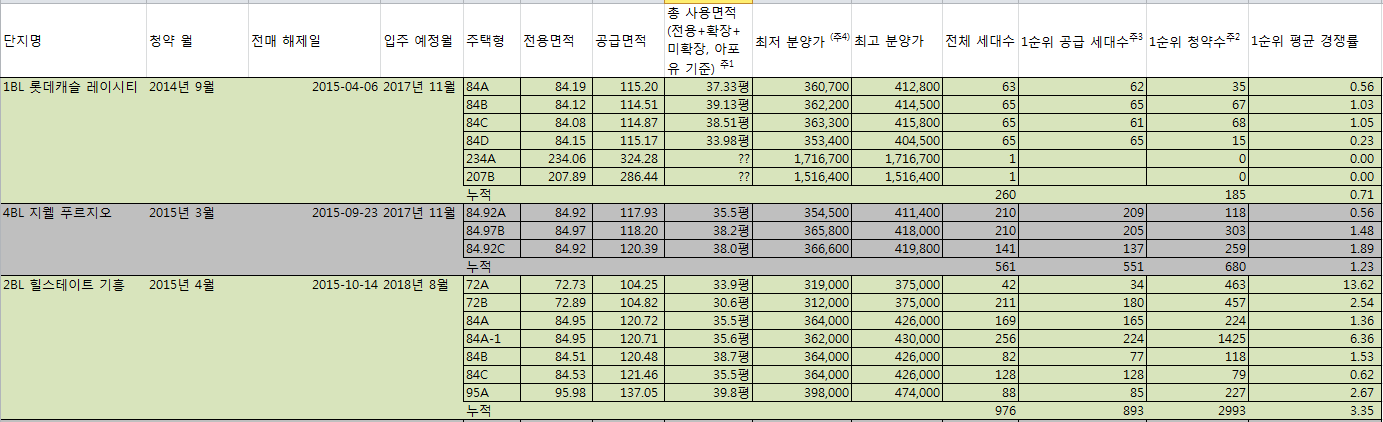 단지명 청약 월 전매 해제일 입주 예정월 주택형 전용면적 공급면적 총 사용면적 (전용+확장+미확장, 아포유 기준) 주1 최저 분양가 (주4) 최고 분양가 전체 세대수 1순위 공급 세대수주3 1순위 청약수주2 1순위 평균 경쟁률
1BL 롯데캐슬 레이시티 2014년 9월 2015-04-06 2017년 11월 84A 84.19 115.20 37.33평 360,700 412,800 63 62 35 0.56
84B 84.12 114.51 39.13평 362,200 414,500 65 65 67 1.03
84C 84.08 114.87 38.51평 363,300 415,800 65 61 68 1.05
84D 84.15 115.17 33.98평 353,400 404,500 65 65 15 0.23
234A 234.06 324.28 ?? 1,716,700 1,716,700 1 0 0.00
207B 207.89 286.44 ?? 1,516,400 1,516,400 1 0 0.00
누적 260 185 0.71
4BL 지웰 푸르지오 2015년 3월 2015-09-23 2017년 11월 84.92A 84.92 117.93 35.5평 354,500 411,400 210 209 118 0.56
84.97B 84.97 118.20 38.2평 365,800 418,000 210 205 303 1.48
84.92C 84.92 120.39 38.0평 366,600 419,800 141 137 259 1.89
누적 561 551 680 1.23
2BL 힐스테이트 기흥 2015년 4월 2015-10-14 2018년 8월 72A 72.73 104.25 33.9평 319,000 375,000 42 34 463 13.62
72B 72.89 104.82 30.6평 312,000 375,000 211 180 457 2.54
84A 84.95 120.72 35.5평 364,000 426,000 169 165 224 1.36
84A-1 84.95 120.71 35.6평 362,000 430,000 256 224 1425 6.36
84B 84.51 120.48 38.7평 364,000 426,000 82 77 118 1.53
84C 84.53 121.46 35.5평 364,000 426,000 128 128 79 0.62
95A 95.98 137.05 39.8평 398,000 474,000 88 85 227 2.67
누적 976 893 2993 3.35